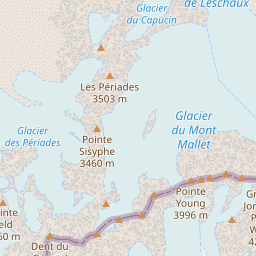 de Leschaux
Glacier
du Capucin
Les Périades
3503 m
Glacier
du Mont
Mallet
Glacier
des Périades
Pointe
Sisyphe
3460 m
Pointe
Young
3996 m
Dent du